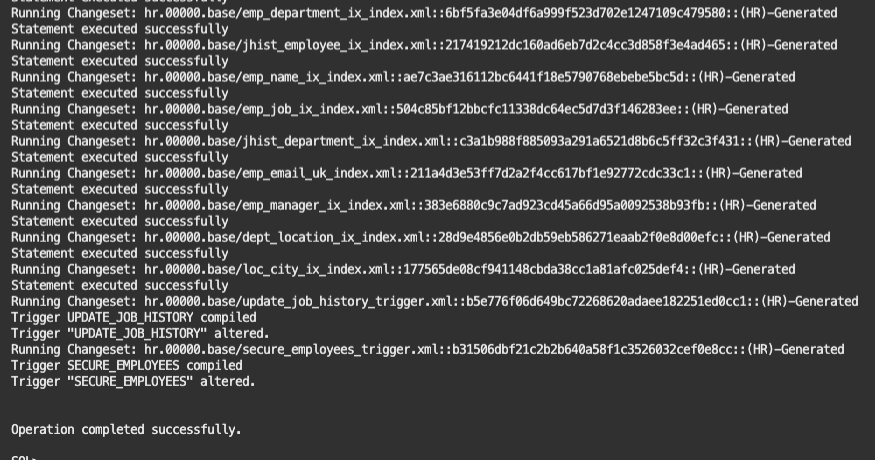 Statement executed successfully
Running Changeset: hr.00000.base/emp_department_ix_index.xml::6bf5fa3e04df6a999f523d702e1247109c479580::(HR)-Generated
Statement executed successfully
Running Changeset: hr.00000.base/jhist_employee_ix_index.xml::217419212dc160ad6eb7d2c4cc3d858f3e4ad465::(HR)-Generated
Statement executed successfully
Running Changeset: hr.00000.base/emp_name_ix_index.xml::ae7c3ae316112bc6441f18e5790768ebebe5bc5d::(HR)-Generated
Statement executed successfully
Running Changeset: hr.00000.base/emp_job_ix_index.xml::504c85bf12bbcfc11338dc64ec5d7d3f146283ee::(HR)-Generated
Statement executed successfully
Running Changeset: hr.00000.base/jhist_department_ix_index.xml::c3a1b988f885093a291a6521d8b6c5ff32c3f431::(HR)-Generated
Statement executed successfully
Running Changeset: hr.00000.base/emp_email_uk_index.xml::211a4d3e53ff7d2a2f4cc617bf1e92772cdc33c1::(HR)-Generated
Statement executed successfully
Running Changeset: hr.00000.base/emp_manager_ix_index.xml::383e6880c9c7ad923cd45a66d95a0092538b93fb::(HR)-Generated
Statement executed successfully
Running Changeset: hr.00000.base/dept_location_ix_index.xml::28d9e4856e0b2db59eb586271eaab2f0e8d00efc::(HR)-Generated
Statement executed successfully
Running Changeset: hr.00000.base/loc_city_ix_index.xml::177565de08cf941148cbda38cc1a81afc025def4::(HR)-Generated
Statement executed successfully
Running Changeset: hr.00000.base/update_job_history_trigger.xml::b5e776f06d649bc72268620adaee182251ed0cc1::(HR)-Generated
Trigger UPDATE_JOB_HISTORY compiled
Trigger "UPDATE_JOB_HISTORY" altered.
Running Changeset: hr.00000.base/secure_employees_trigger.xml::b31506dbf21c2b2b640a58f1c3526032cef0e8cc::(HR)-Generated
Trigger SECURE_EMPLOYEES compiled
Trigger "SECURE_EMPLOYEES" altered.
Operation completed successfully.
SQL>